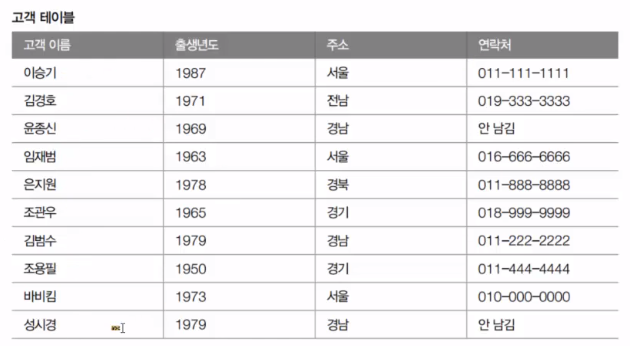 고객 테이블
고객 이름 출생년도 주소 연락처
이승기 1987 서울 011-111-1111
김경호 1971 전남 019-333-3333
윤종신 1969 경남 안 남김
임재범 1963 서울 016-666-6666
은지원 1978 경북 011-888-8888
조관우 1965 경기 018-999-9999
김범수 1979 경남 011-222-2222
조용필 1950 경기 011-444-4444
바비킴 1973 서울 010-000-0000
성시경 1979 경남 안 남김